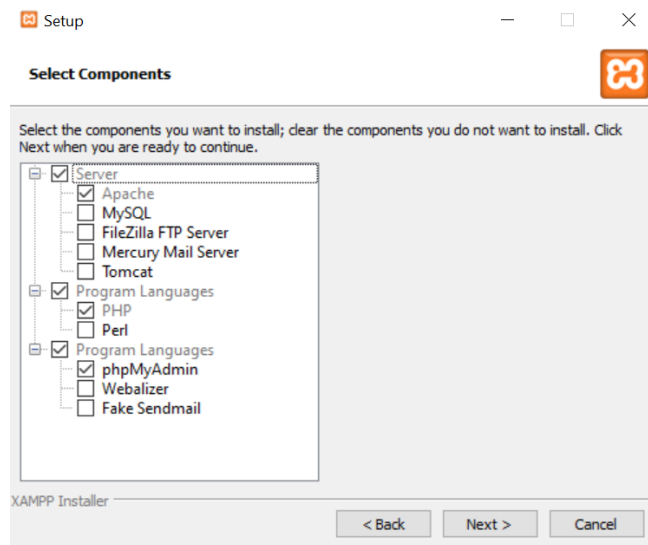 Setup
Select Components
Select the components you want to install; clear the components you do not want to install. Click
Next when you are ready to continue.
Server
Apache
MySQL
FileZilla FTP Server
Mercury Mail Server
Tomcat
Program Languages
PHP
Perl
Program Languages
phpMyAdmin
Webalizer
Fake Sendmail
XAMPP Installer
< Back Next > Cancel